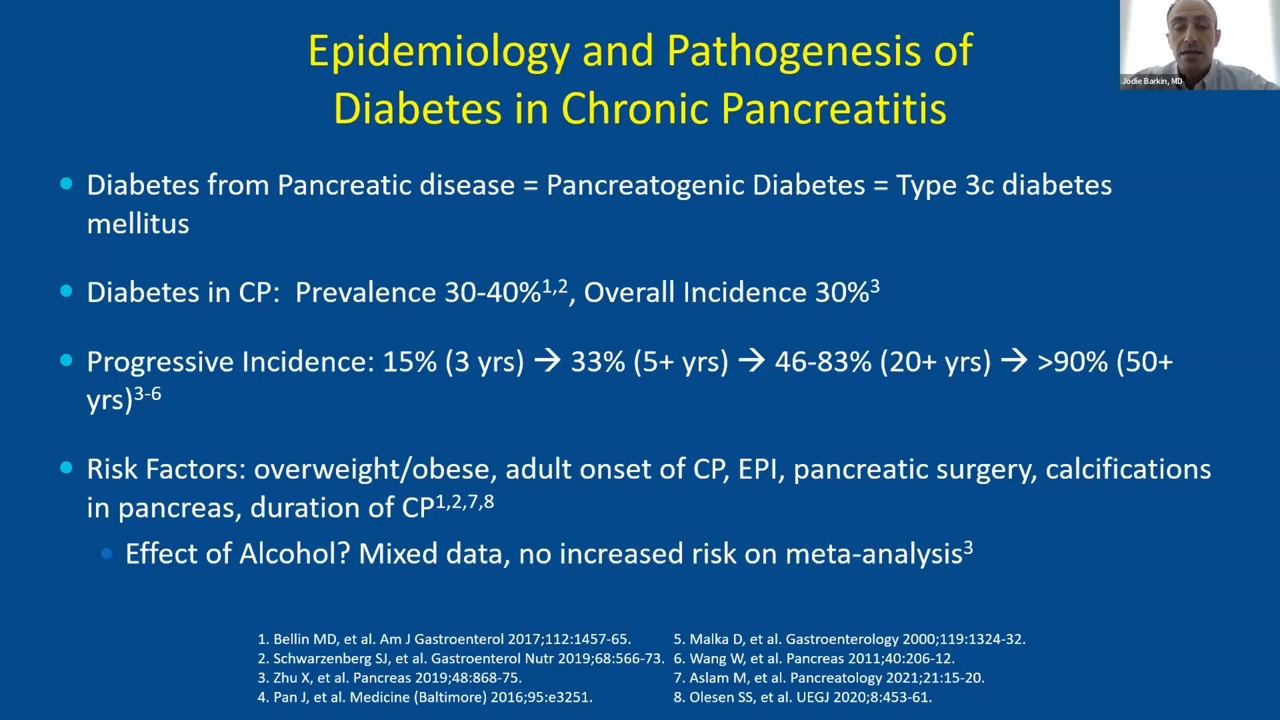 Epidemiology and Pathogenesis of
Diabetes in Chronic Pancreatitis
Jodie Barkin, MD
• Diabetes from Pancreatic disease = Pancreatogenic Diabetes = Type 3c diabetes
mellitus
• Diabetes in CP:  Prevalence 30-40%1,2, Overall Incidence 30%3
• Progressive Incidence: 15% (3 yrs) → 33% (5+ yrs) → 46-83% (20+ yrs) → >90% (50+
yrs)3-6
• Risk Factors: overweight/obese, adult onset of CP, EPI, pancreatic surgery, calcifications
in pancreas, duration of CP1,2,7,8
• Effect of Alcohol? Mixed data, no increased risk on meta-analysis3
1. Bellin MD, et al. Am J Gastroenterol 2017;112:1457-65.
2. Schwarzenberg SJ, et al. Gastroenterol Nutr 2019;68:566-73.
3. Zhu X, et al. Pancreas 2019;48:868-75.
4. Pan J, et al. Medicine (Baltimore) 2016;95:e3251.
5. Malka D, et al. Gastroenterology 2000;119:1324-32.
6. Wang W, et al. Pancreas 2011;40:206-12.
7. Aslam M, et al. Pancreatology 2021;21:15-20.
8. Olesen SS, et al. UEGJ 2020;8:453-61.